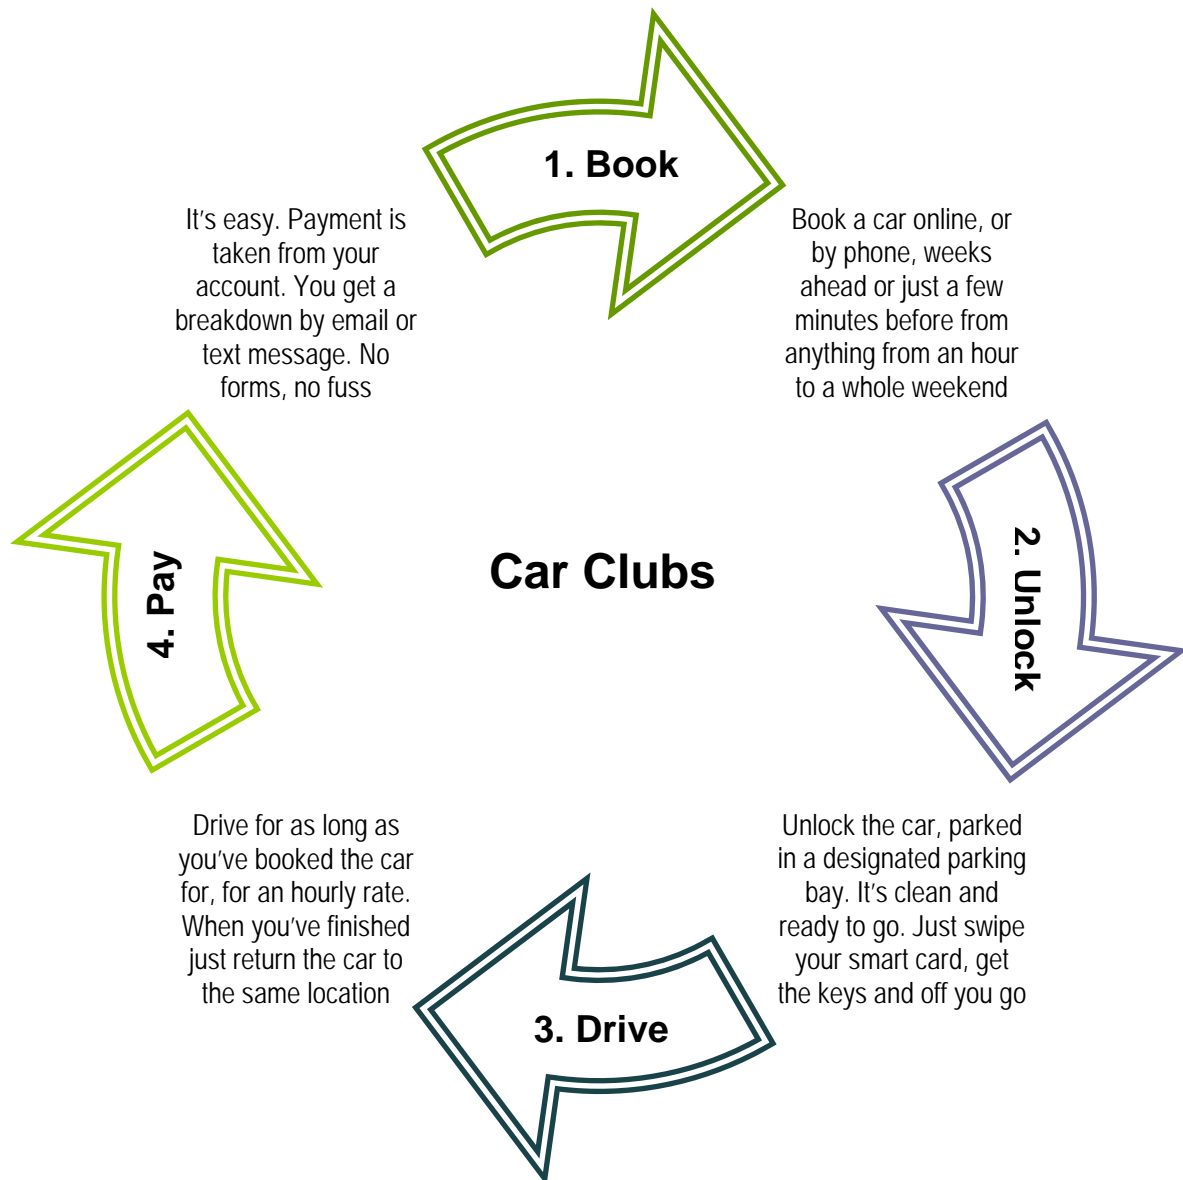 1. Book
Book a car online, or
by phone, weeks
ahead or just a few
minutes before from
anything from an hour
to a whole weekend
2. Unlock
Unlock the car, parked
in a designated parking
bay. It's clean and
ready to go. Just swipe
your smart card, get
the keys and off you go
3. Drive
Drive for as long as
you've booked the car
for, for an hourly rate.
When you've finished
just return the car to
the same location
4. Pay
It's easy. Payment is
taken from your
account. You get a
breakdown by email or
text message. No
forms, no fuss
Car Clubs